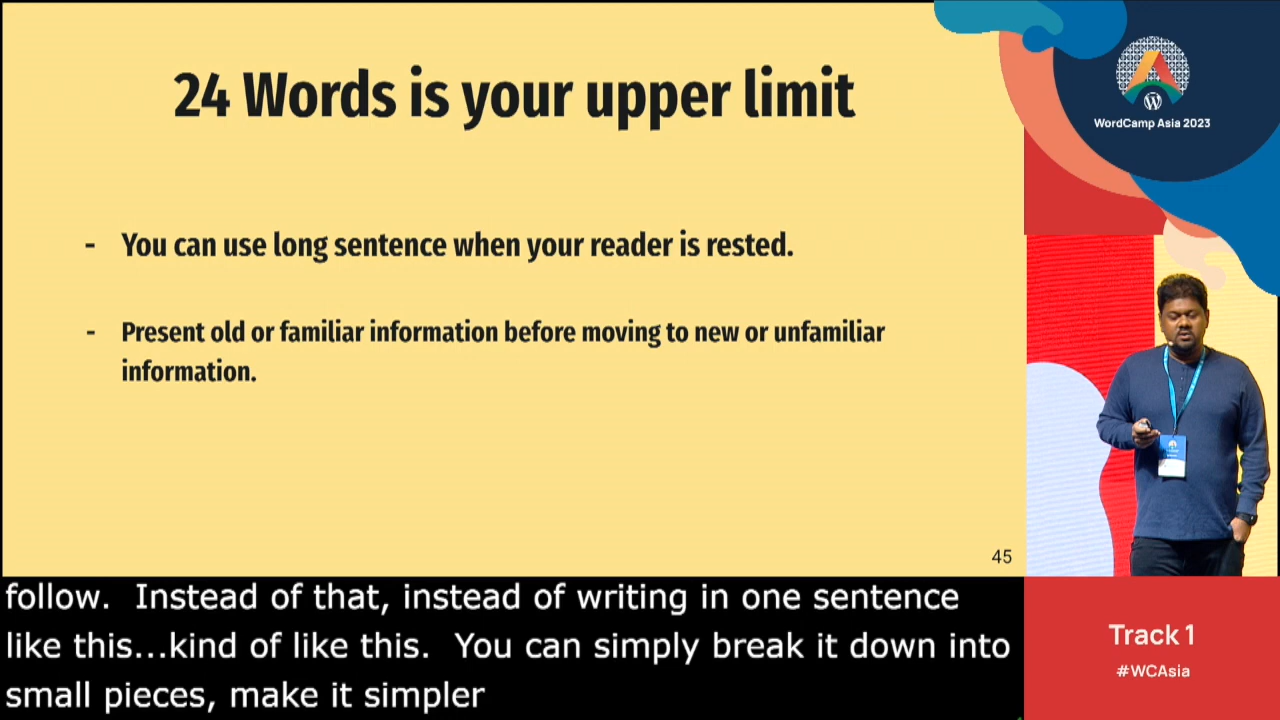 24 Words is your upper limit
- You can use long sentence when your reader is rested.
- Present old or familiar information before moving to new or unfamiliar
information.
45
follow.  Instead of that, instead of writing in one sentence
like this...kind of like this.  You can simply break it down into
small pieces, make it simpler
WordCamp Asia 2023
Track 1
#WCAsia